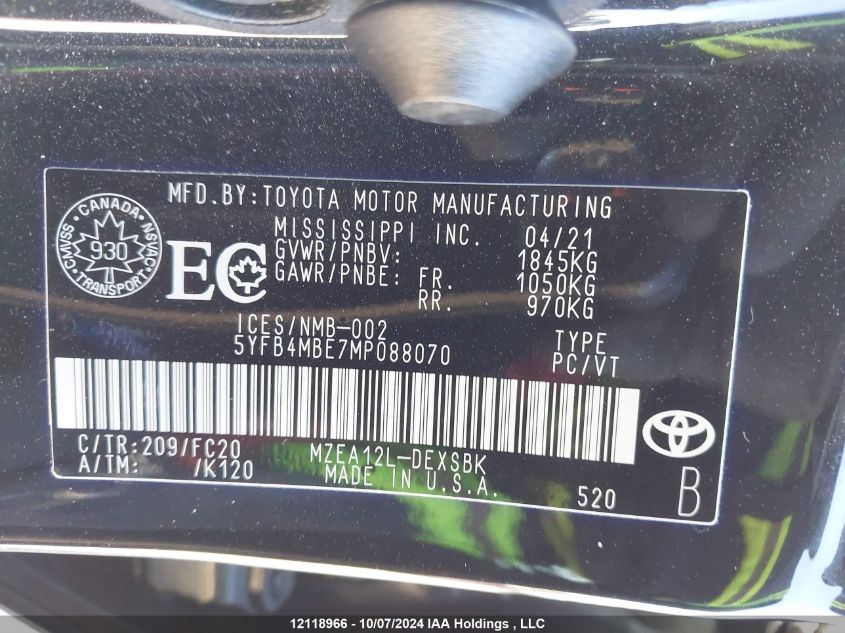 MFD.BY:TOYOTA MOTOR MANUFACTURING
MISSISSIPPI INC. 04/21
GVWR/PNBV: 1845KG
GAWR/PNBE: FR. 1050KG
RR. 970KG
CANADA
CMVSS 930 NSVAC
TRANSPORT
EC
ICES/NMB-002
5YFB4MBE7MP088070
TYPE
PC/VT
C/TR:209/FC20 MZEA12L-DEXSBK
A/TM: /K120 MADE IN U.S.A.
520
B
12118966 - 10/07/2024 IAA Holdings , LLC